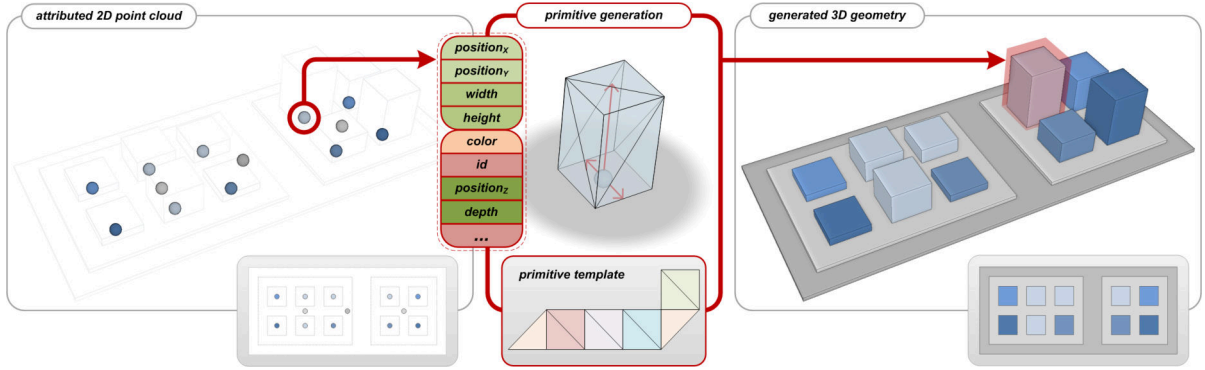 attributed 2D point cloud
primitive generation
generated 3D geometry
positionX
positionY
width
height
color
id
positionZ
depth
...
primitive template